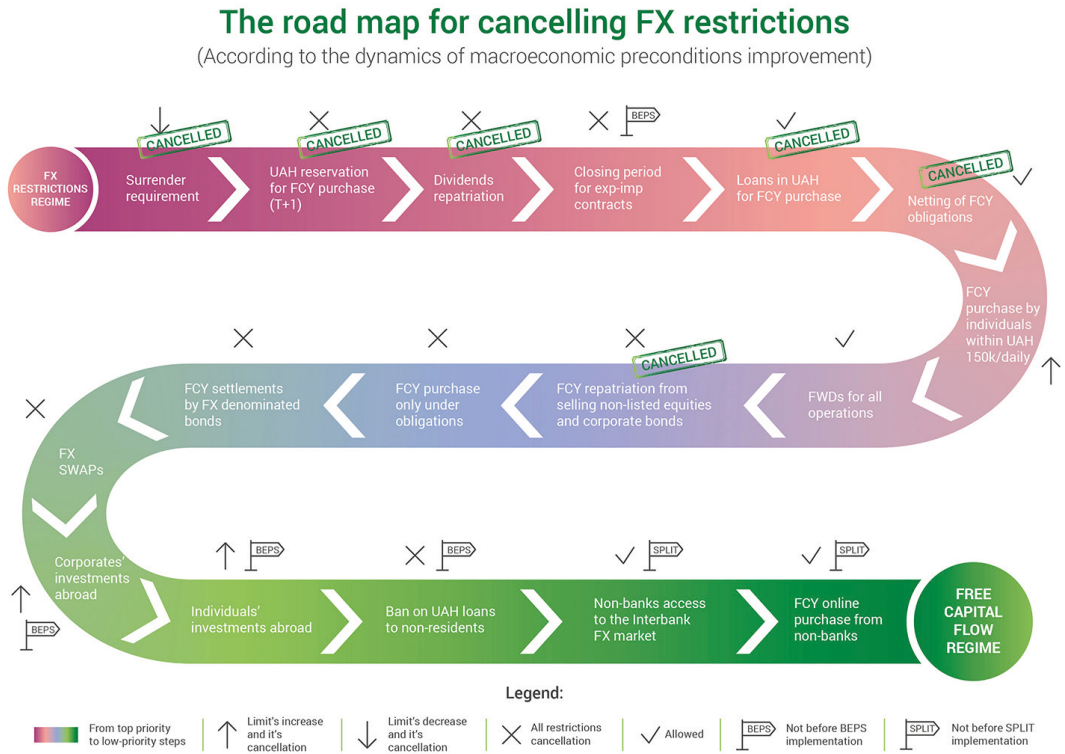 The road map for cancelling FX restrictions
(According to the dynamics of macroeconomic preconditions improvement)
BEPS
CANCELLED
CANCELLED
CANCELLED
CANCELLED
CANCELLED
FX
RESTRICTIONS
REGIME
Surrender
requirement
UAH reservation
for FCY purchase
(T+1)
Dividends
repatriation
Closing period
for exp-imp
contracts
Loans in UAH
for FCY purchase
Netting of FCY
obligations
FCY
purchase by
individuals
within UAH
150k/daily
CANCELLED
FWDs for all
operations
FCY repatriation from
selling non-listed equities
and corporate bonds
FCY purchase
only under
obligations
FCY settlements
by FX denominated
bonds
FX
SWAPs
Corporates'
investments
abroad
BEPS
BEPS
BEPS
SPLIT
SPLIT
Individuals'
investments abroad
Ban on UAH loans
to non-residents
Non-banks access
to the Interbank
FX market
FCY online
purchase from
non-banks
FREE
CAPITAL
FLOW
REGIME
Legend:
From top priority
to low-priority steps
Limit's increase
and it's
cancellation
Limit's decrease
and it's
cancellation
All restrictions
cancellation
Allowed
BEPS
Not before BEPS
implementation
SPLIT
Not before SPLIT
implementation